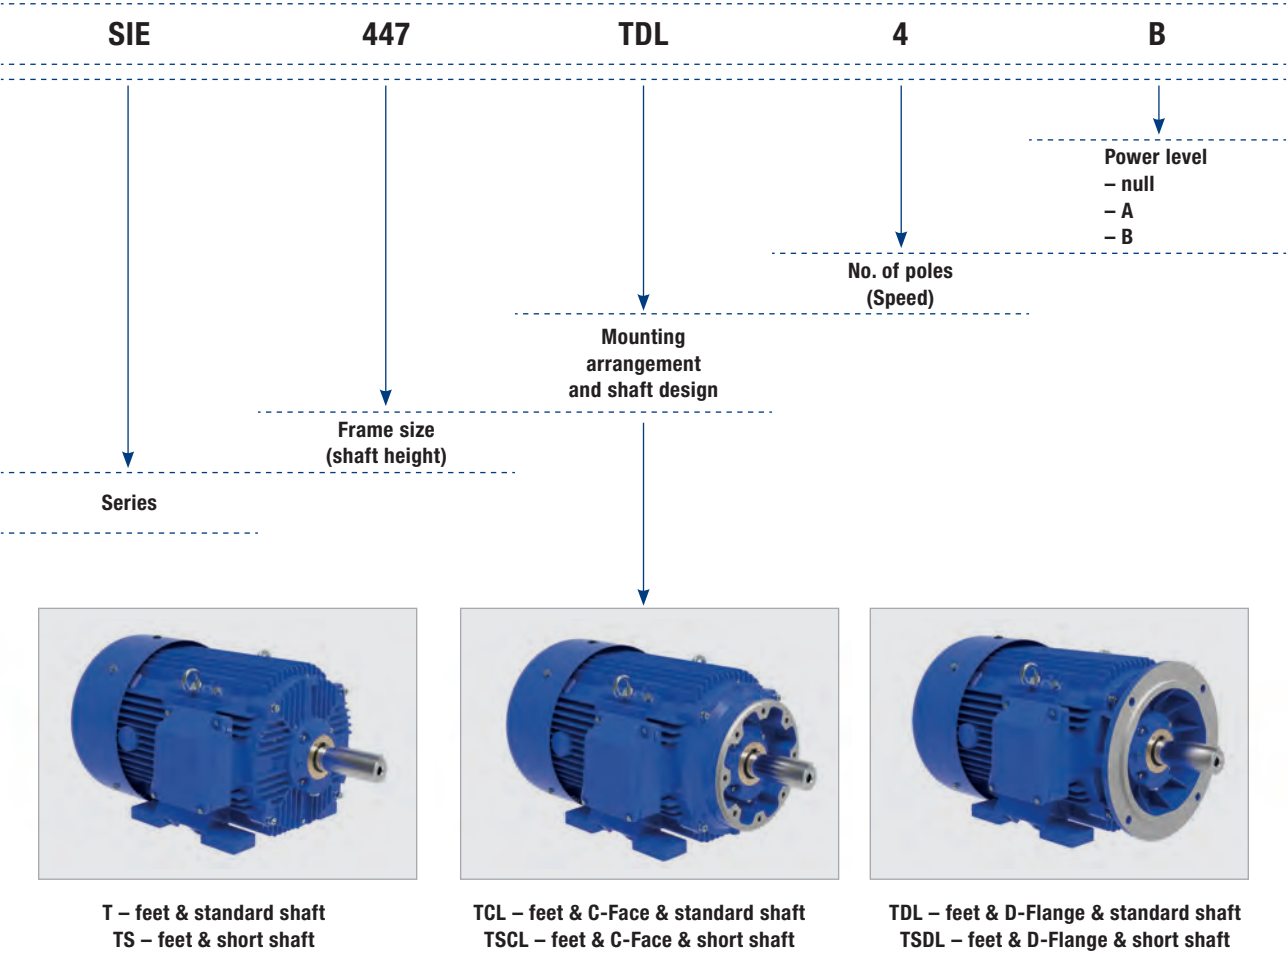 SIE 447 TDL 4 B
Power level
– null
– A
– B
No. of poles
(Speed)
Mounting
arrangement
and shaft design
Frame size
(shaft height)
Series
T – feet & standard shaft
TS – feet & short shaft
TCL – feet & C-Face & standard shaft
TSCL – feet & C-Face & short shaft
TDL – feet & D-Flange & standard shaft
TSDL – feet & D-Flange & short shaft